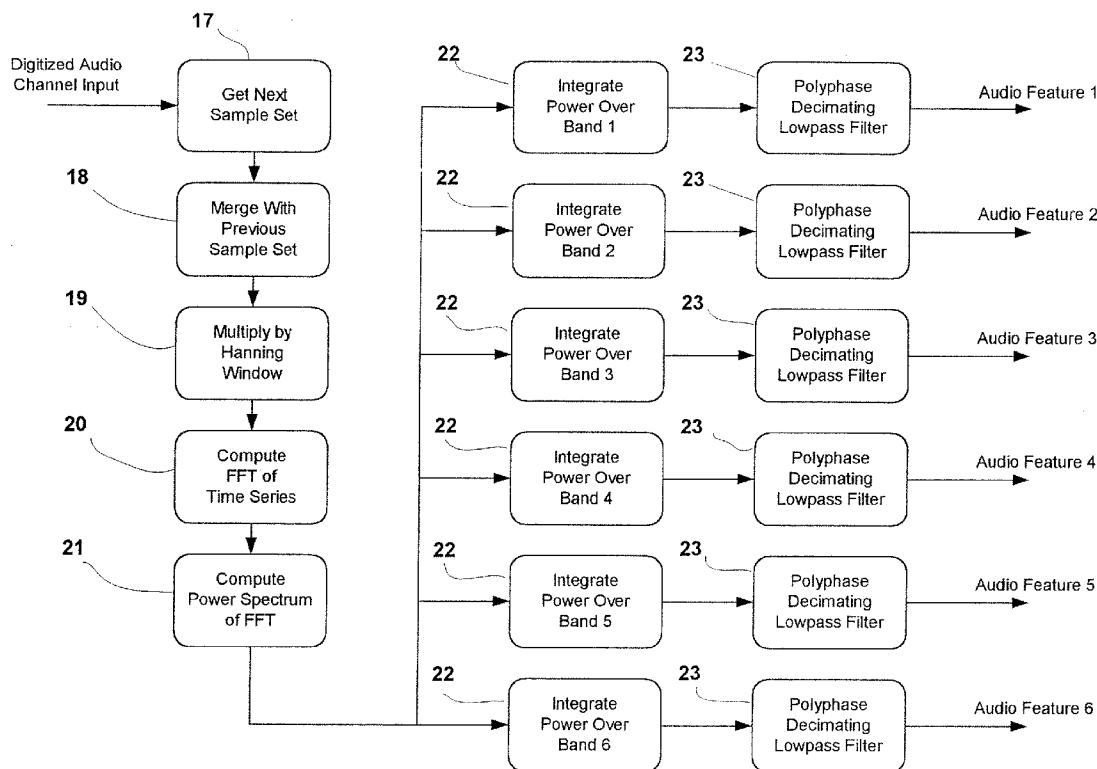 17
Digitized Audio
Channel Input
Get Next
Sample Set
18
Merge With
Previous
Sample Set
19
Multiply by
Hanning
Window
20
Compute
FFT of
Time Series
21
Compute
Power Spectrum
of FFT
22
Integrate
Power Over
Band 1
23
Polyphase
Decimating
Lowpass Filter
Audio Feature 1
22
Integrate
Power Over
Band 2
23
Polyphase
Decimating
Lowpass Filter
Audio Feature 2
22
Integrate
Power Over
Band 3
23
Polyphase
Decimating
Lowpass Filter
Audio Feature 3
22
Integrate
Power Over
Band 4
23
Polyphase
Decimating
Lowpass Filter
Audio Feature 4
22
Integrate
Power Over
Band 5
23
Polyphase
Decimating
Lowpass Filter
Audio Feature 5
22
Integrate
Power Over
Band 6
23
Polyphase
Decimating
Lowpass Filter
Audio Feature 6